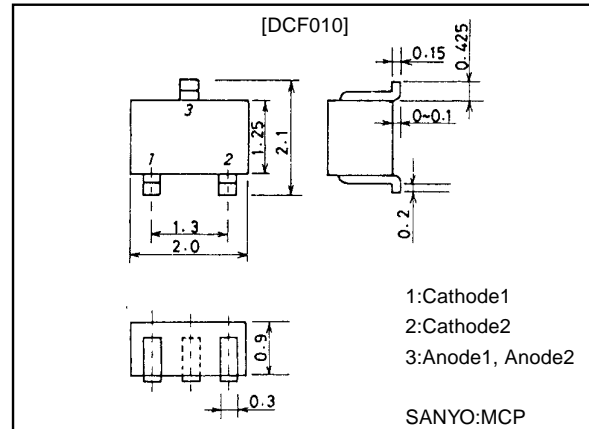 [DCF010]
0.15
0.425
3
1.25
2.1
0~0.1
1
2
0.2
1.3
2.0
1:Cathode1
2:Cathode2
0.9
3:Anode1, Anode2
0.3
SANYO:MCP